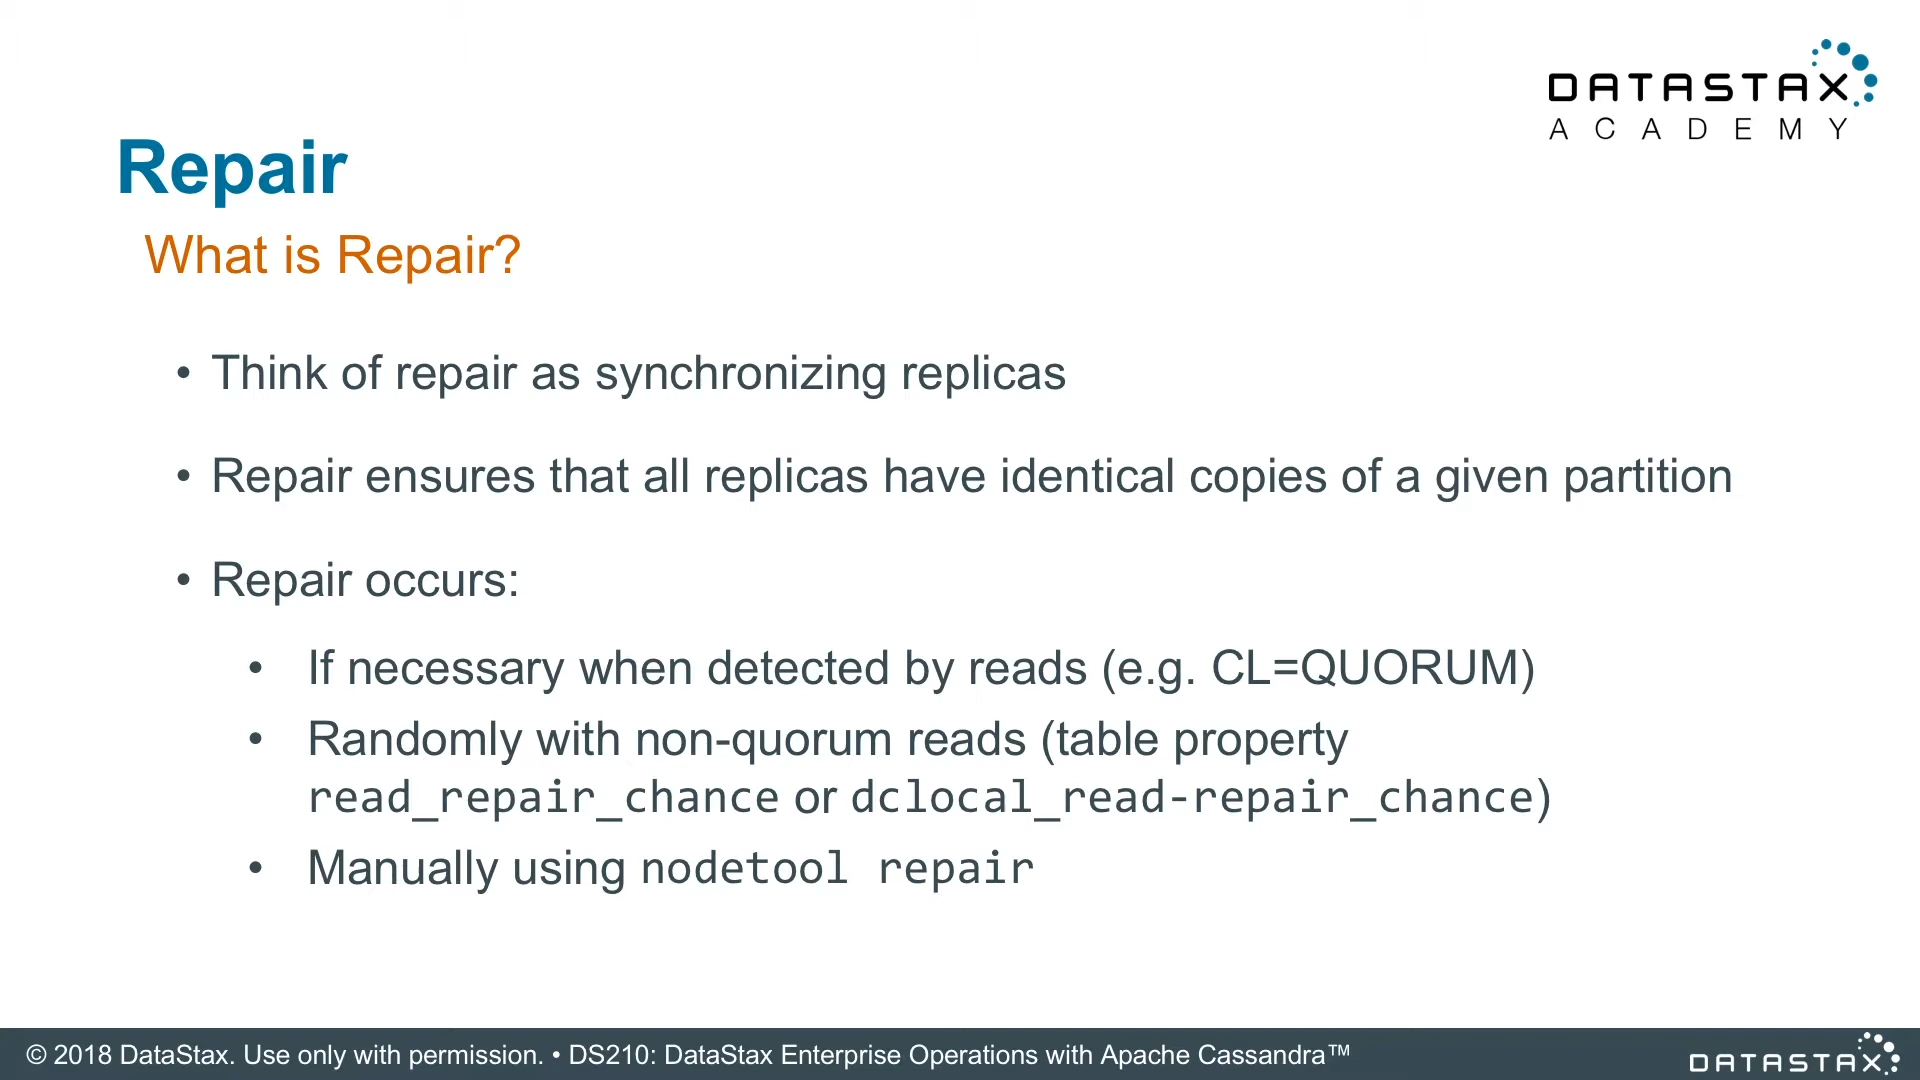 DATASTAX
ACADEMY
Repair
What is Repair?
• Think of repair as synchronizing replicas
• Repair ensures that all replicas have identical copies of a given partition
• Repair occurs:
• If necessary when detected by reads (e.g. CL=QUORUM)
• Randomly with non-quorum reads (table property
read_repair_chance or dclocal_read-repair_chance)
• Manually using nodetool repair
© 2018 DataStax. Use only with permission. • DS210: DataStax Enterprise Operations with Apache Cassandra™
DATASTAX